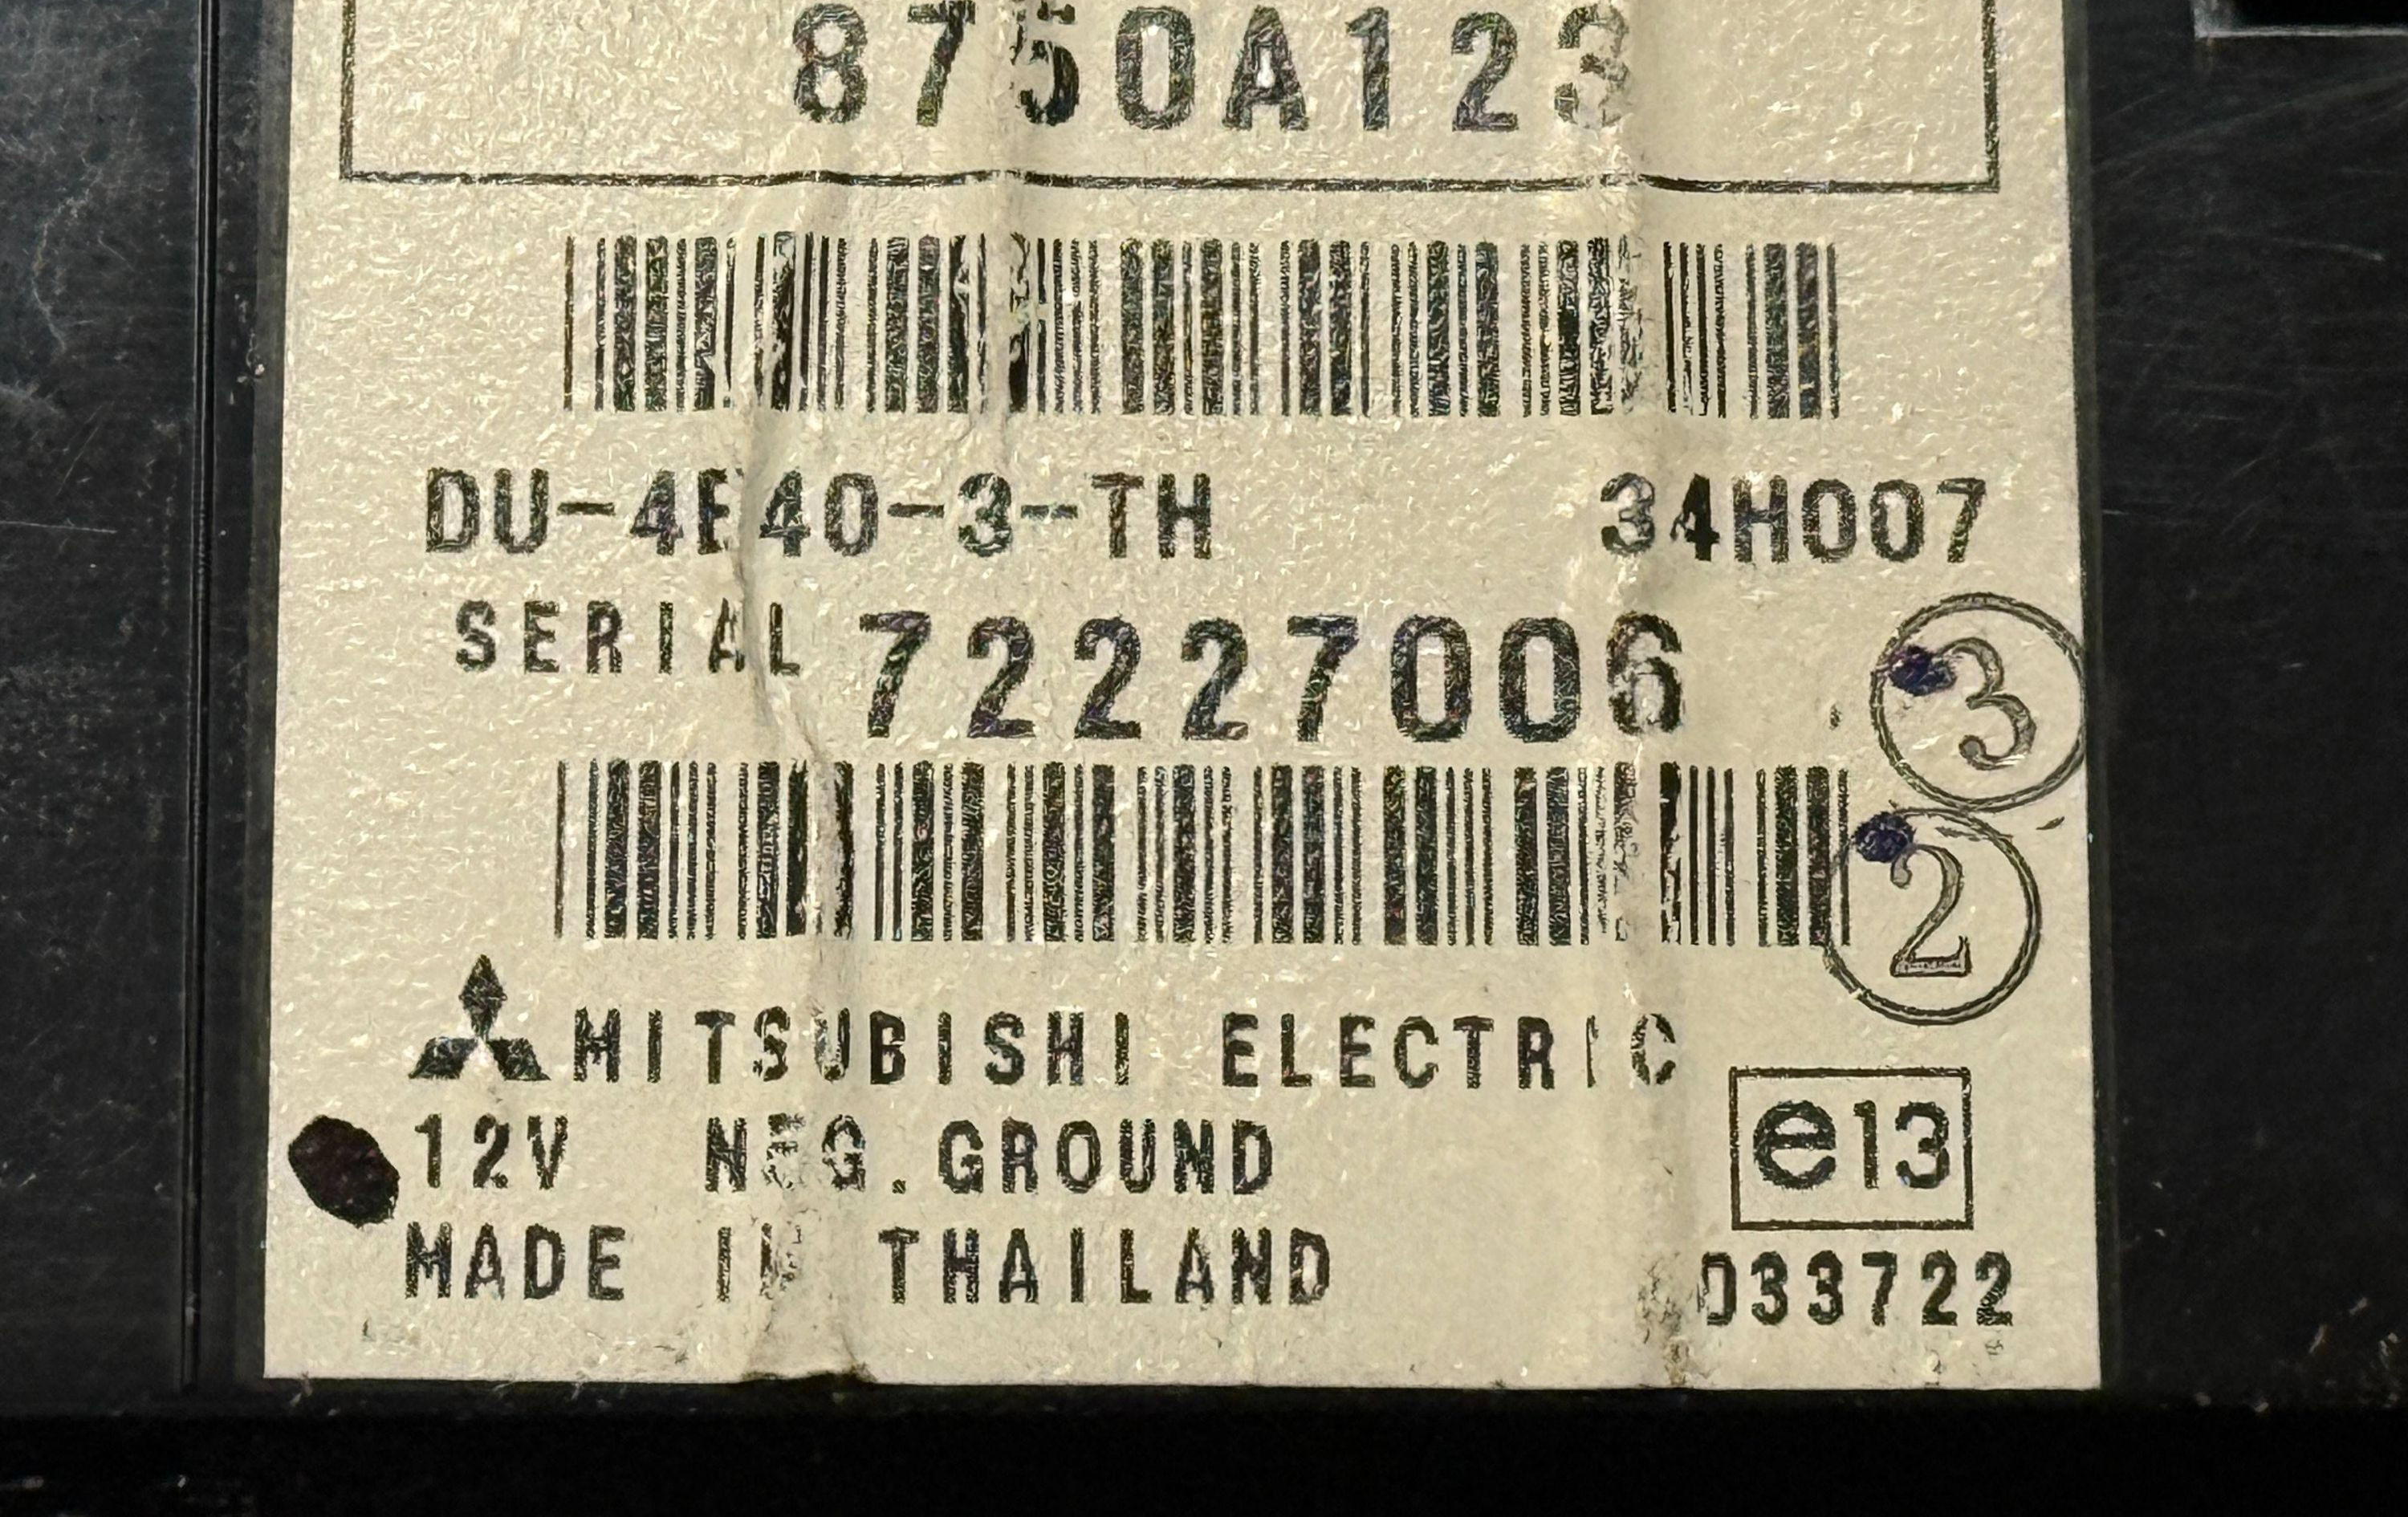 8750A123
DU-4E40-3-TH 34H007
SERIAL 72227006
3
2
MITSUBISHI ELECTRIC
12V NEG.GROUND
e13
MADE IN THAILAND
033722